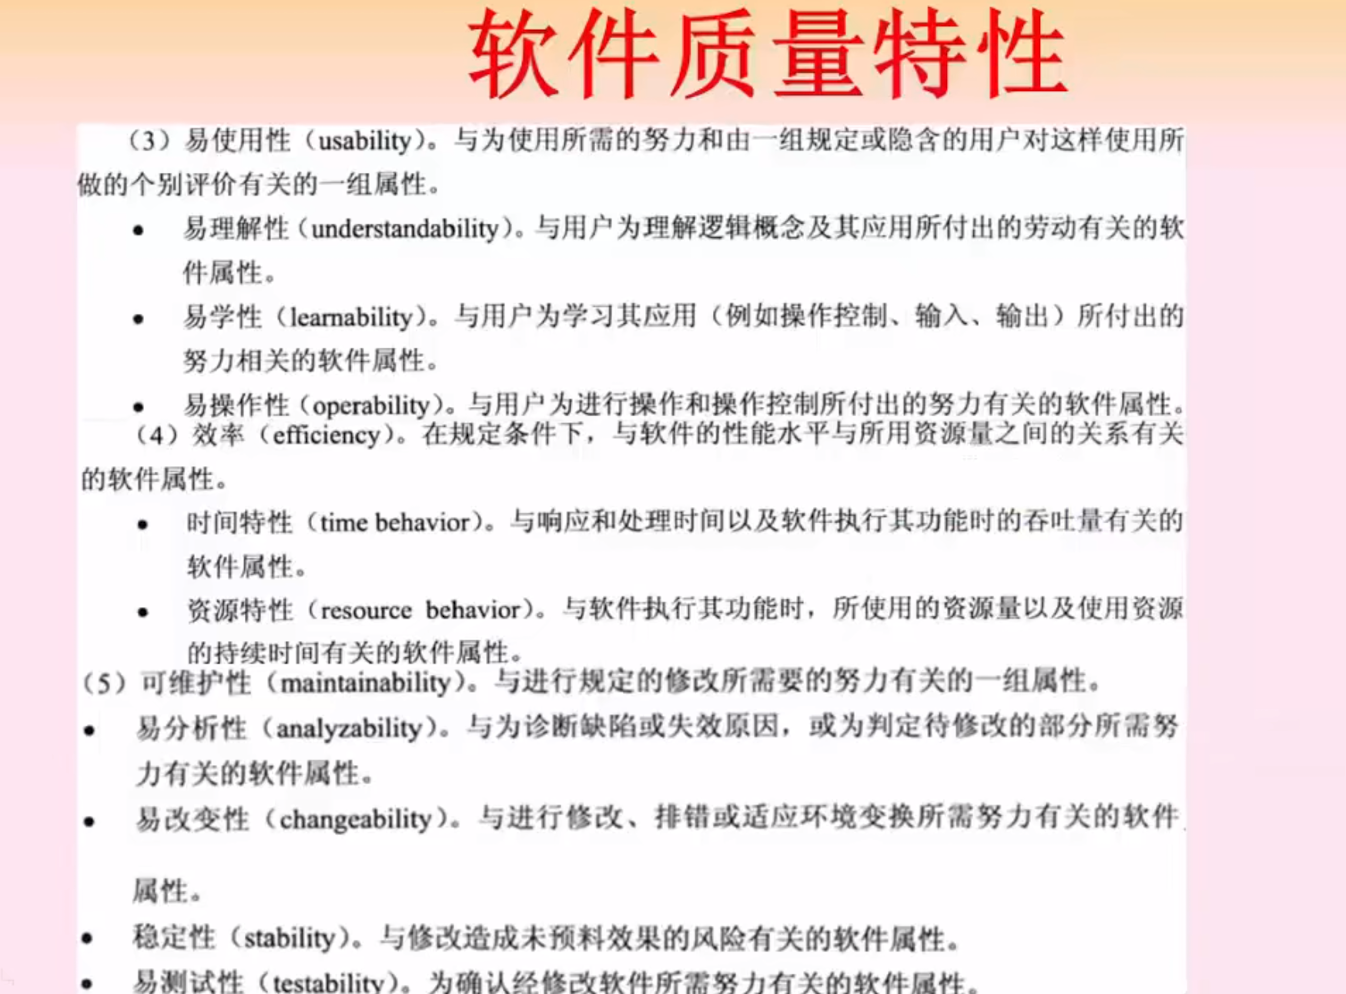 软件质量特性
（3）易使用性（usability）。与为使用所需的努力和由一组规定或隐含的用户对这样使用所
做的个别评价有关的一组属性。
● 易理解性（understandability）。与用户为理解逻辑概念及其应用所付出的劳动有关的软
件属性。
● 易学性（learnability）。与用户为学习其应用（例如操作控制、输入、输出）所付出的
努力相关的软件属性。
● 易操作性（operability）。与用户为进行操作和操作控制所付出的努力有关的软件属性。
（4）效率（efficiency）。在规定条件下，与软件的性能水平与所用资源量之间的关系有关
的软件属性。
● 时间特性（time behavior）。与响应和处理时间以及软件执行其功能时的吞吐量有关的
软件属性。
● 资源特性（resource behavior）。与软件执行其功能时，所使用的资源量以及使用资源
的持续时间有关的软件属性。
（5）可维护性（maintainability）。与进行规定的修改所需要的努力有关的一组属性。
● 易分析性（analyzability）。与为诊断缺陷或失效原因，或为判定待修改的部分所需努
力有关的软件属性。
● 易改变性（changeability）。与进行修改、排错或适应环境变换所需努力有关的软件
属性。
● 稳定性（stability）。与修改造成未预料效果的风险有关的软件属性。
● 易测试性（testability）。为确认经修改软件所需努力有关的软件属性。